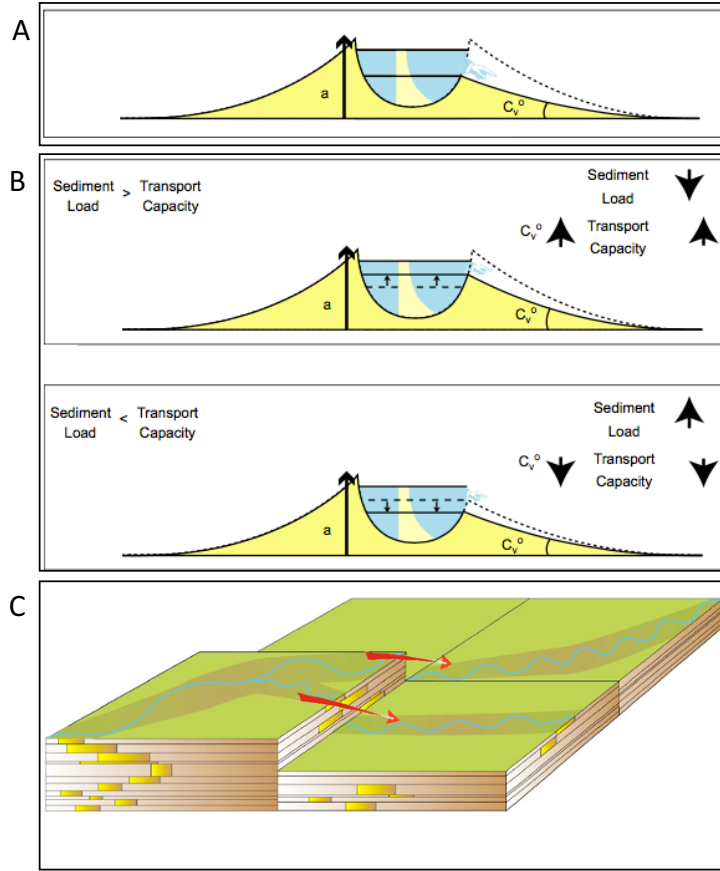 A
a
Cv°
B
Sediment > Transport
Load Capacity
Sediment
Load
Cv° Transport
Capacity
a
Cv°
Sediment < Transport
Load Capacity
Sediment
Load
Cv° Transport
Capacity
a
Cv°
C